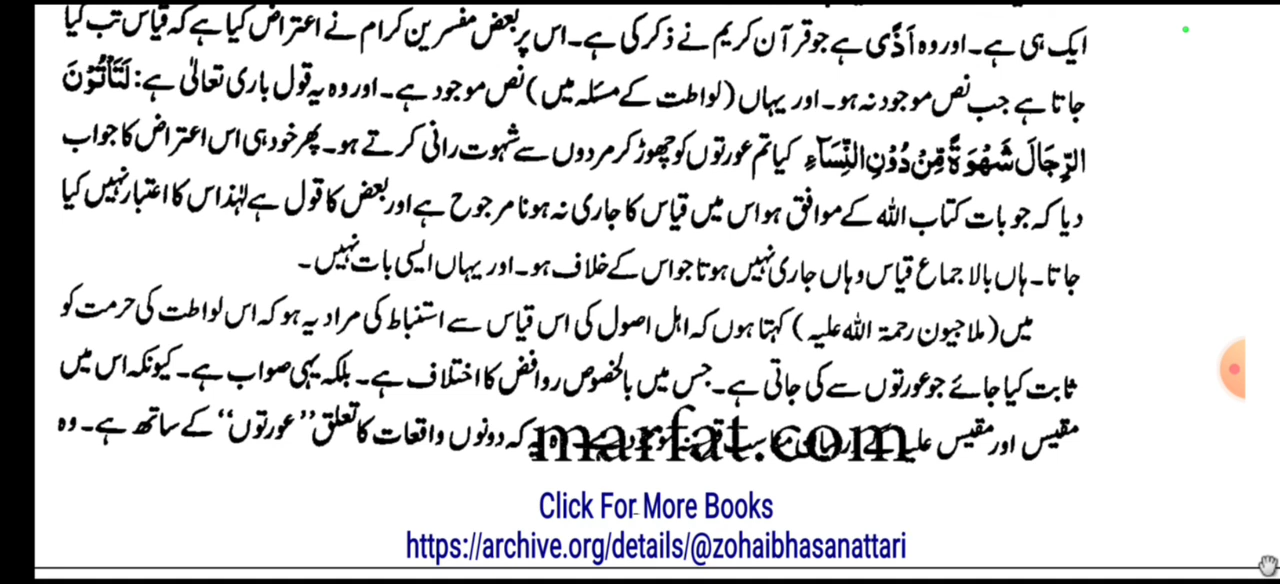 ایک ہی ہے۔ اور وہ اَذًی ہے جو قرآن کریم نے ذکر کی ہے۔ اس پر بعض مفسرین کرام نے اعتراض کیا ہے کہ قیاس تب کیا
جاتا ہے جب نص موجود نہ ہو۔ اور یہاں (لواطت کے مسئلہ میں) نص موجود ہے۔ اور وہ یہ قول باری تعالیٰ ہے: لَتَأْتُوْنَ
الرِّجَالَ شَهْوَةً مِّنْ دُوْنِ النِّسَآءِ کیا تم عورتوں کو چھوڑ کر مردوں سے شہوت رانی کرتے ہو۔ پھر خود ہی اس اعتراض کا جواب
دیا کہ جو بات کتاب اللہ کے موافق ہو اس میں قیاس کا جاری نہ ہونا مرجوح ہے اور بعض کا قول ہے لہٰذا اس کا اعتبار نہیں کیا
جاتا۔ ہاں بالاجماع قیاس وہاں جاری نہیں ہوتا جو اس کے خلاف ہو۔ اور یہاں ایسی بات نہیں۔
میں (ملا جیون رحمۃ اللہ علیہ) کہتا ہوں کہ اہل اصول کی اس قیاس سے استنباط کی مراد یہ ہو کہ اس لواطت کی حرمت کو
ثابت کیا جائے جو عورتوں سے کی جاتی ہے۔ جس میں بالخصوص روافض کا اختلاف ہے۔ بلکہ یہی صواب ہے۔ کیونکہ اس میں
مقیس اور مقیس علیہ کہ دونوں واقعات کا تعلق ”عورتوں“ کے ساتھ ہے۔ وہ
marfat.com
Click For More Books
https://archive.org/details/@zohaibhasanattari